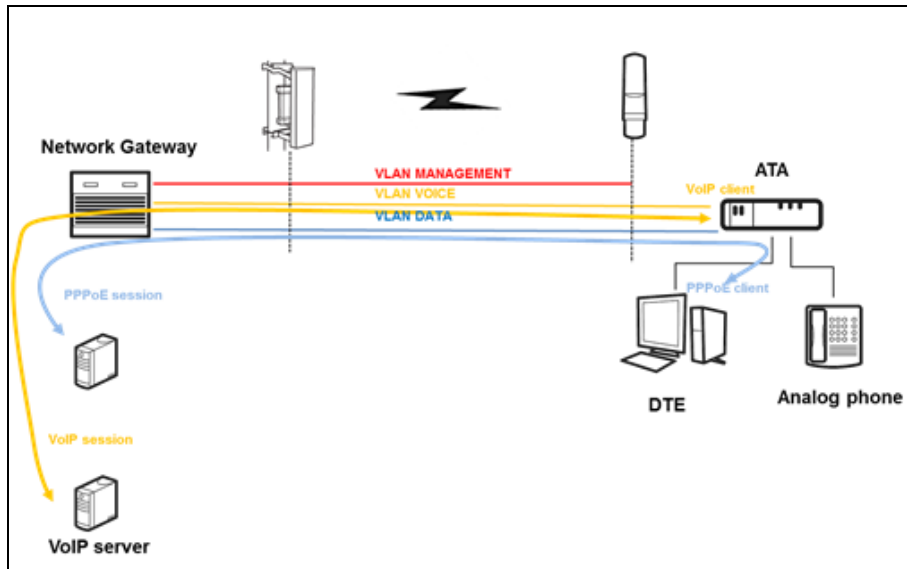 Network Gateway
VLAN MANAGEMENT
ATA
VLAN VOICE
VoIP client
VLAN DATA
PPPoE session
PPPoE client
DTE
Analog phone
VoIP session
VoIP server